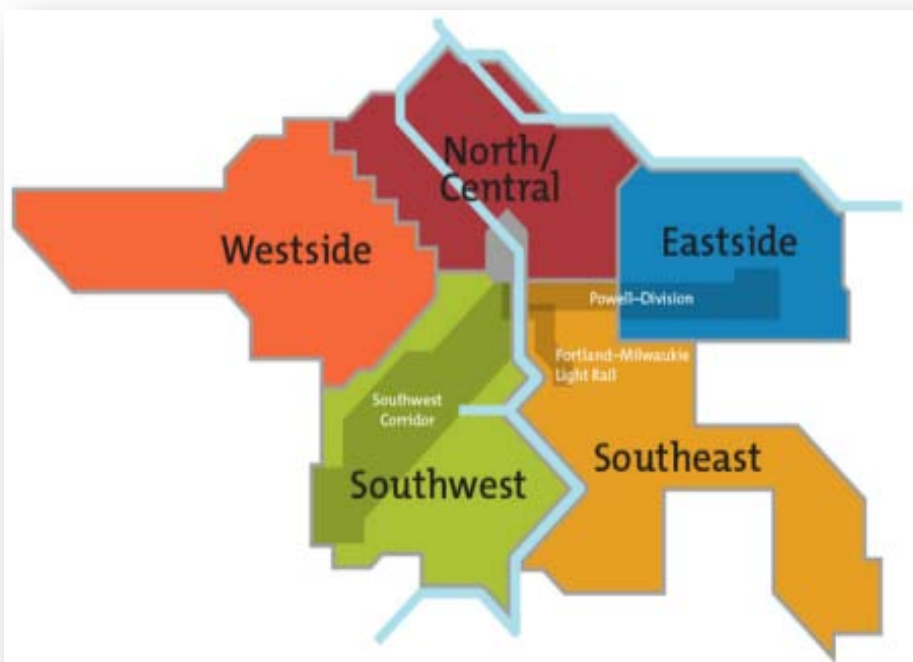 North/
Central
Westside
Eastside
Powell–Division
Portland–Milwaukie
Light Rail
Southwest
Corridor
Southeast
Southwest